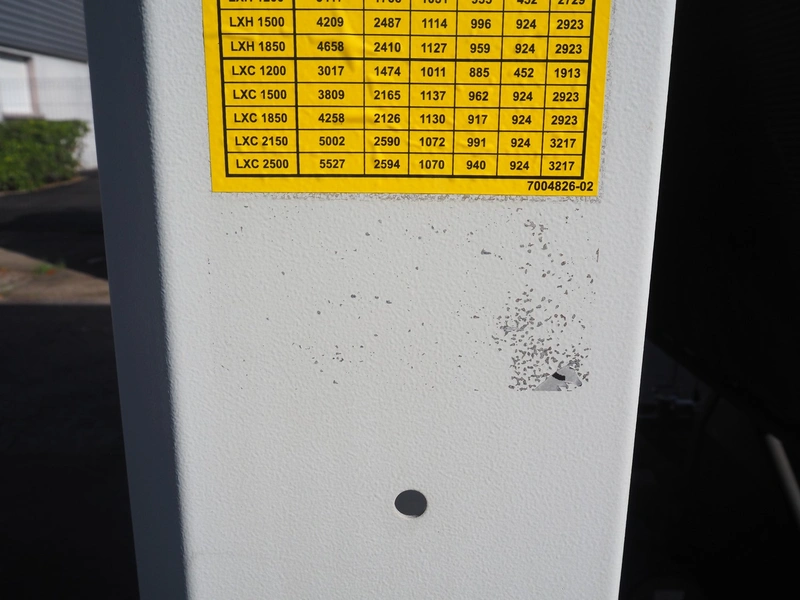 LXH 1500 4209 2487 1114 996 924 2923
LXH 1850 4658 2410 1127 959 924 2923
LXC 1200 3017 1474 1011 885 452 1913
LXC 1500 3809 2165 1137 962 924 2923
LXC 1850 4258 2126 1130 917 924 2923
LXC 2150 5002 2590 1072 991 924 3217
LXC 2500 5527 2594 1070 940 924 3217
7004826-02